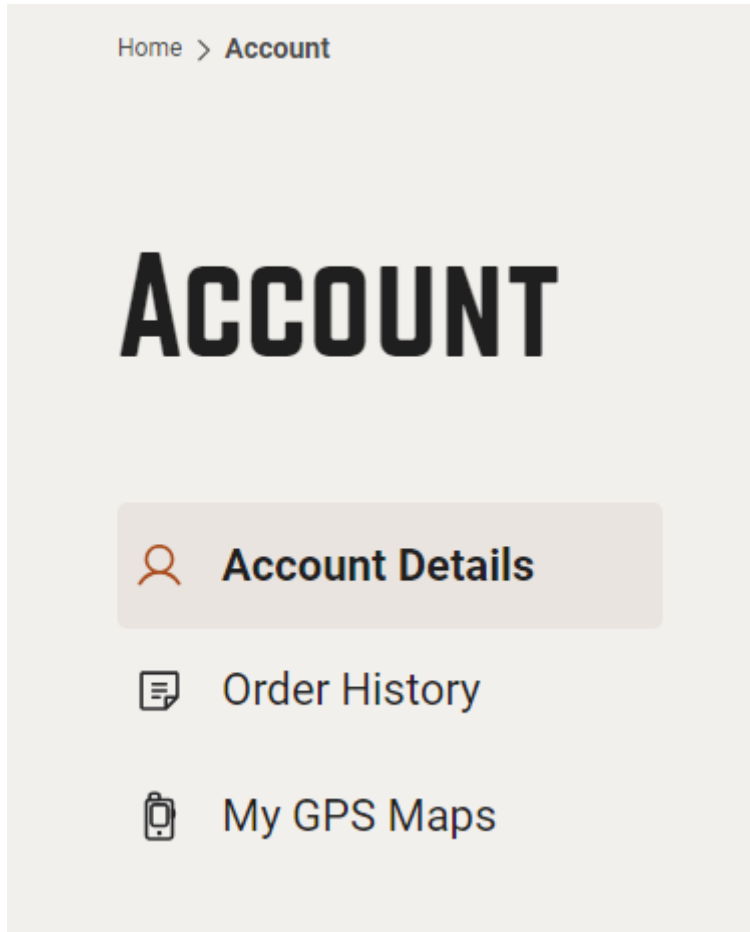 Home > Account
Account
Account Details
Order History
My GPS Maps